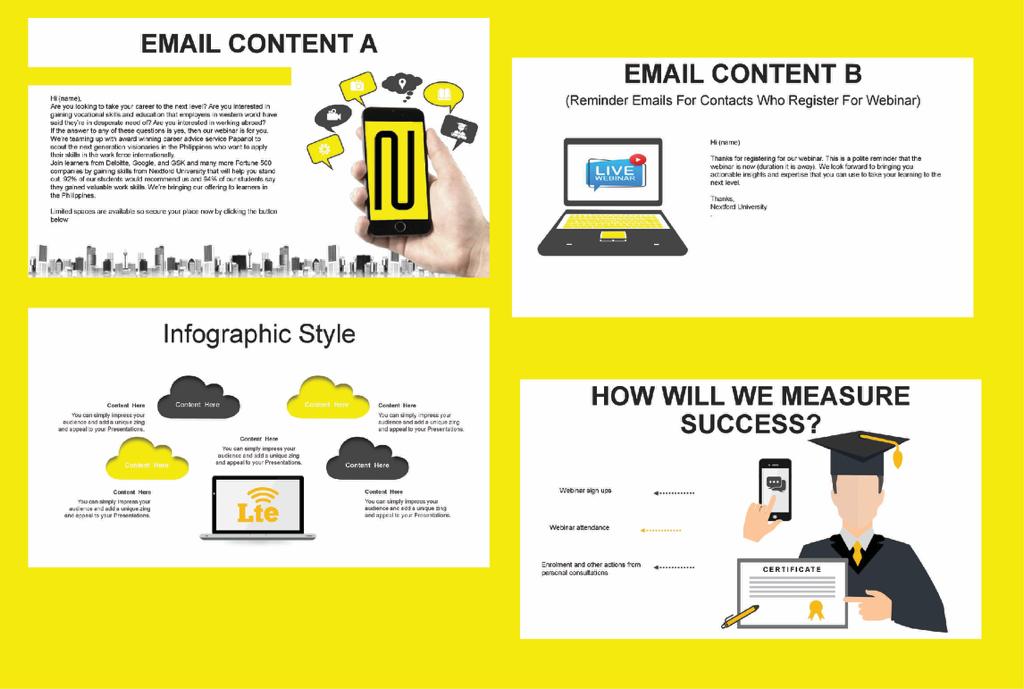 EMAIL CONTENT A
Hi (name),
Are you looking to take your career to the next level? Are you interested in
gaining vocational skills and education that employers in western world have
said they're in desperate need of? Are you interested in working abroad?
If the answer to any of these questions is yes, then our webinar is for you.
We're teaming up with award winning career advice service Papanol to
scout the next generation visionaries in the Philippines who want to apply
their skills in the work force internationally.
Join learners from Deloitte, Google, and GSK and many more Fortune 500
companies by gaining skills from Nextford University that will help you stand
out. 92% of our students would recommend us and 94% of our students say
they gained valuable work skills. We're bringing our offering to learners in
the Philippines.
Limited spaces are available so secure your place now by clicking the button
below
EMAIL CONTENT B
(Reminder Emails For Contacts Who Register For Webinar)
LIVE
WEBINAR
Hi (name)
Thanks for registering for our webinar. This is a polite reminder that the
webinar is now (duration it is away). We look forward to bringing you
actionable insights and expertise that you can use to take your learning to the
next level.
Thanks,
Nextford University
.
Infographic Style
Content Here
Content Here
Content Here
You can simply impress your
audience and add a unique zing
and appeal to your Presentations.
Content Here
You can simply impress your
audience and add a unique zing
and appeal to your Presentations.
Content Here
You can simply impress your
audience and add a unique zing
and appeal to your Presentations.
Content Here
Content Here
Content Here
You can simply impress your
audience and add a unique zing
and appeal to your Presentations.
Lte
Content Here
You can simply impress your
audience and add a unique zing
and appeal to your Presentations.
HOW WILL WE MEASURE
SUCCESS?
Webiner sign ups
Webinar attendance
Enrolment and other actions from
personal consultations
CERTIFICATE